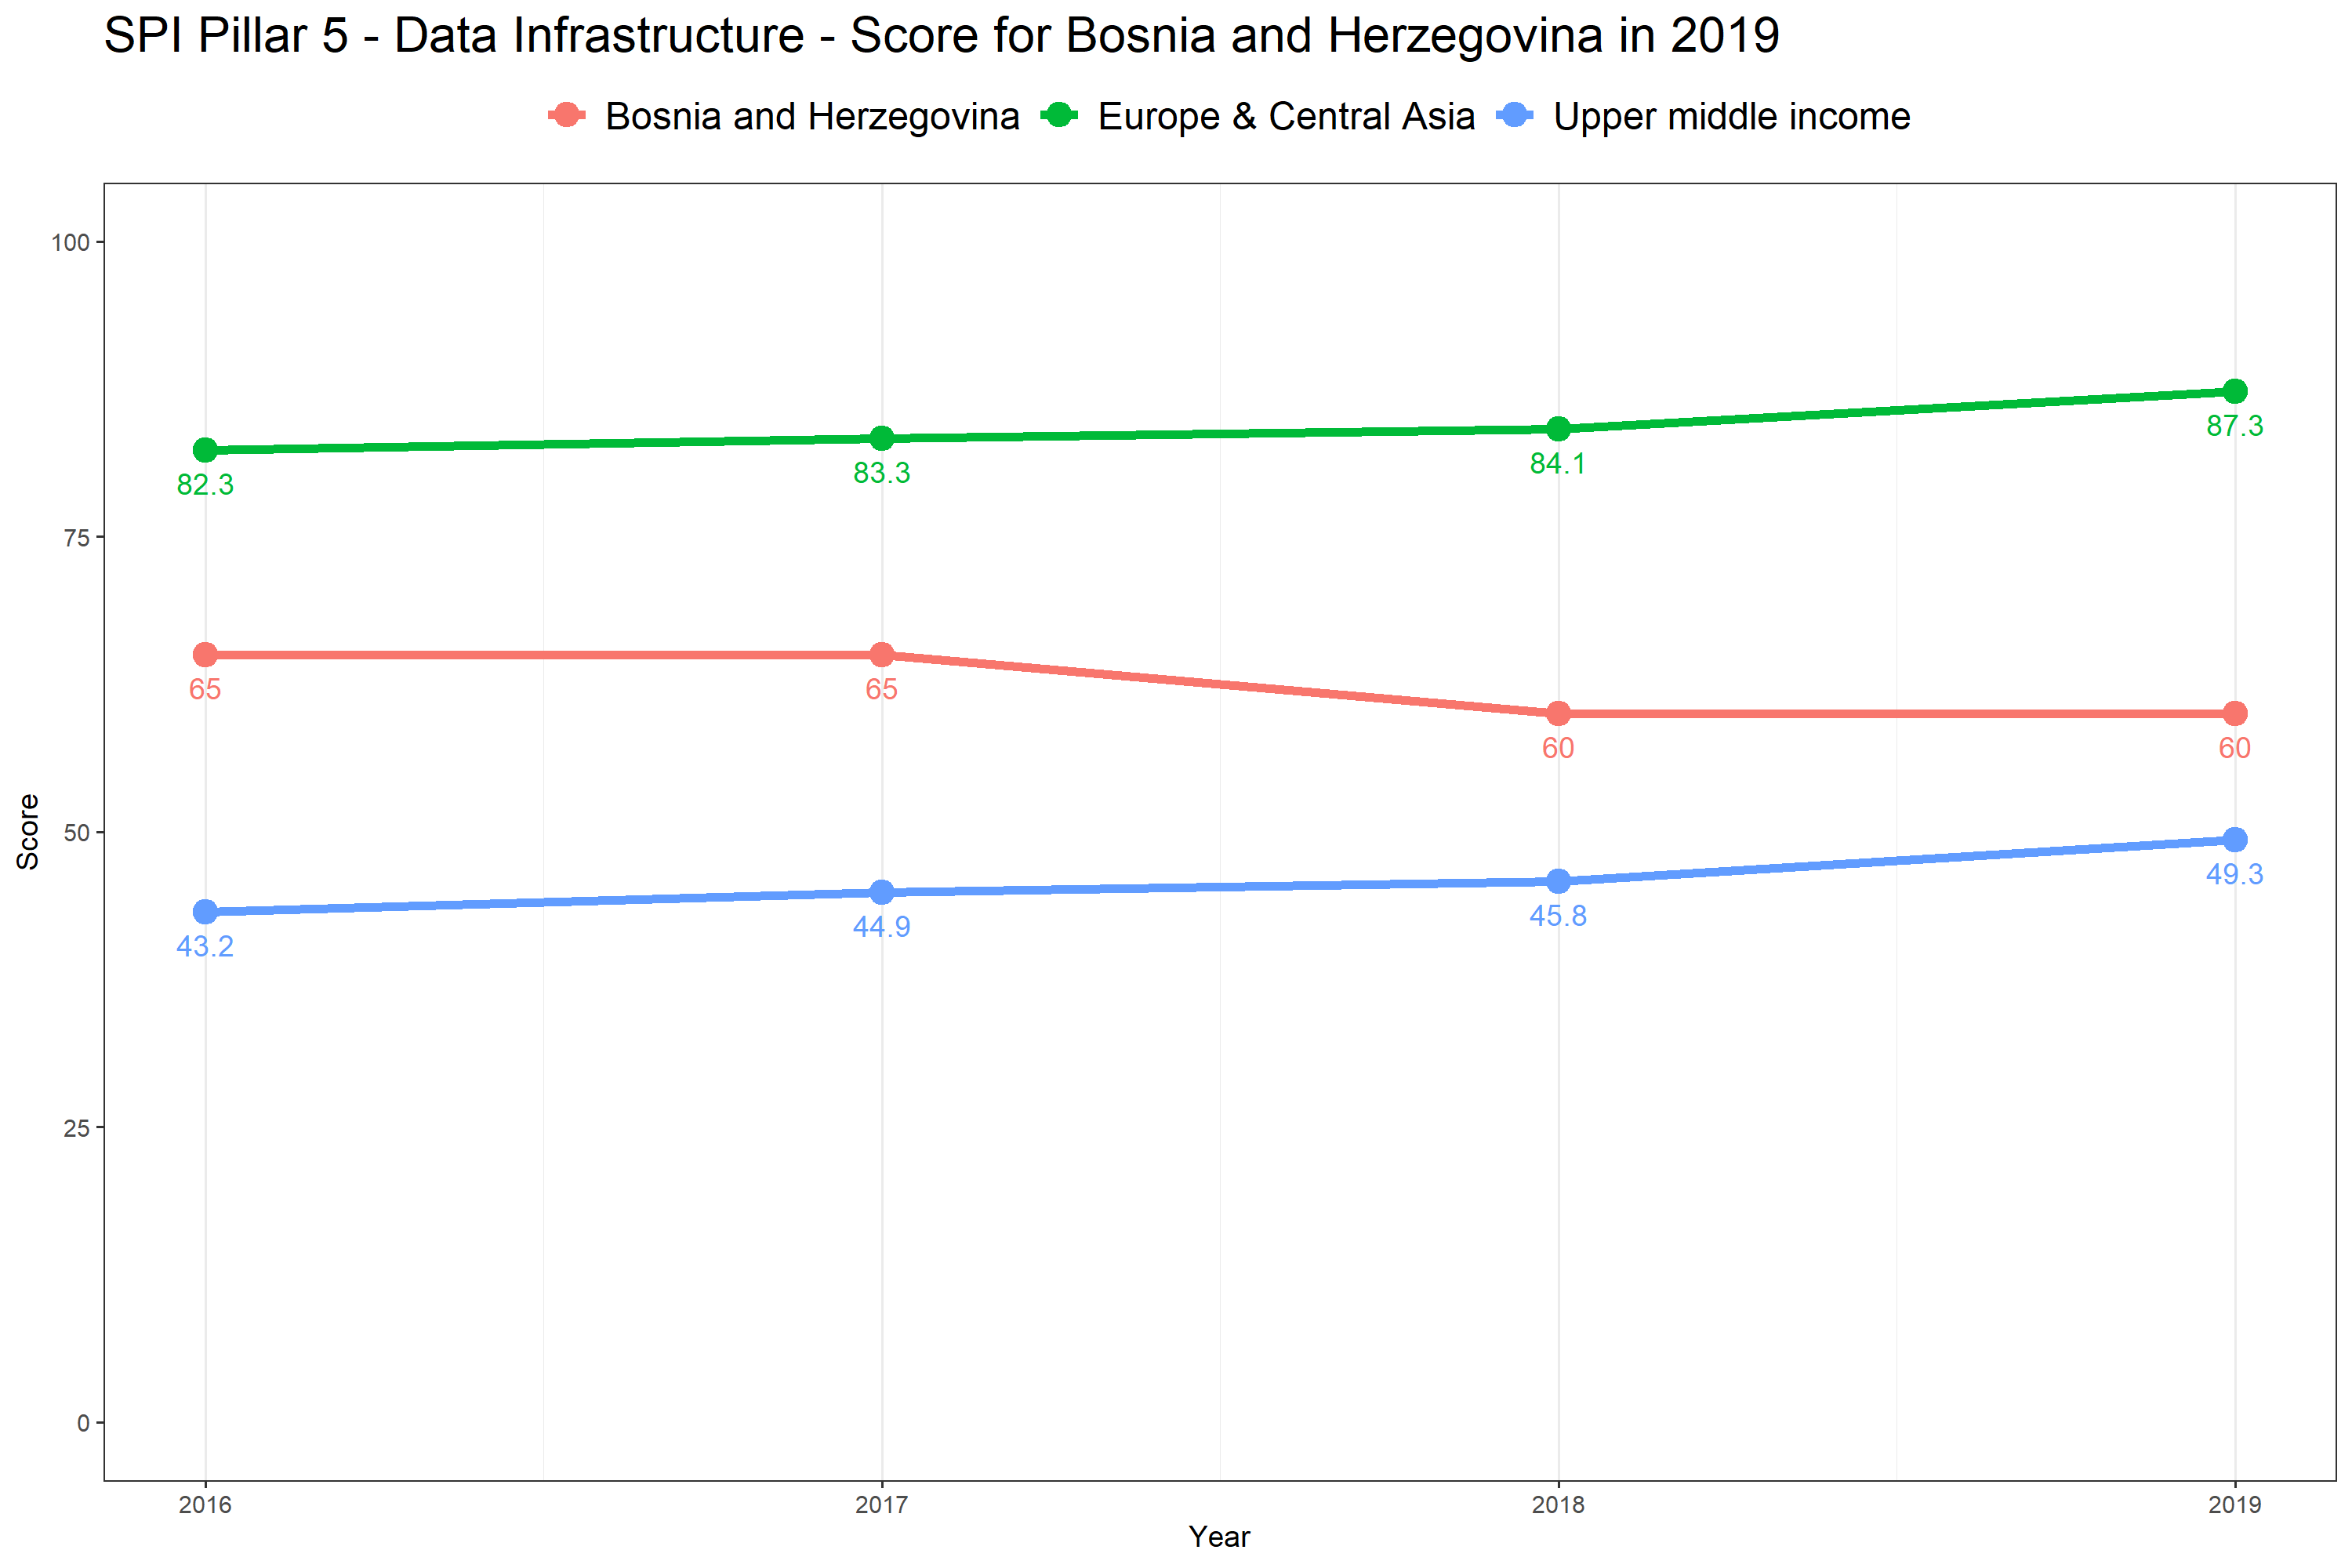 SPI Pillar 5 - Data Infrastructure - Score for Bosnia and Herzegovina in 2019
Bosnia and Herzegovina Europe & Central Asia Upper middle income
100
75
50
25
0
Score
82.3 83.3 84.1 87.3
65 65 60 60
43.2 44.9 45.8 49.3
2016 2017 2018 2019
Year